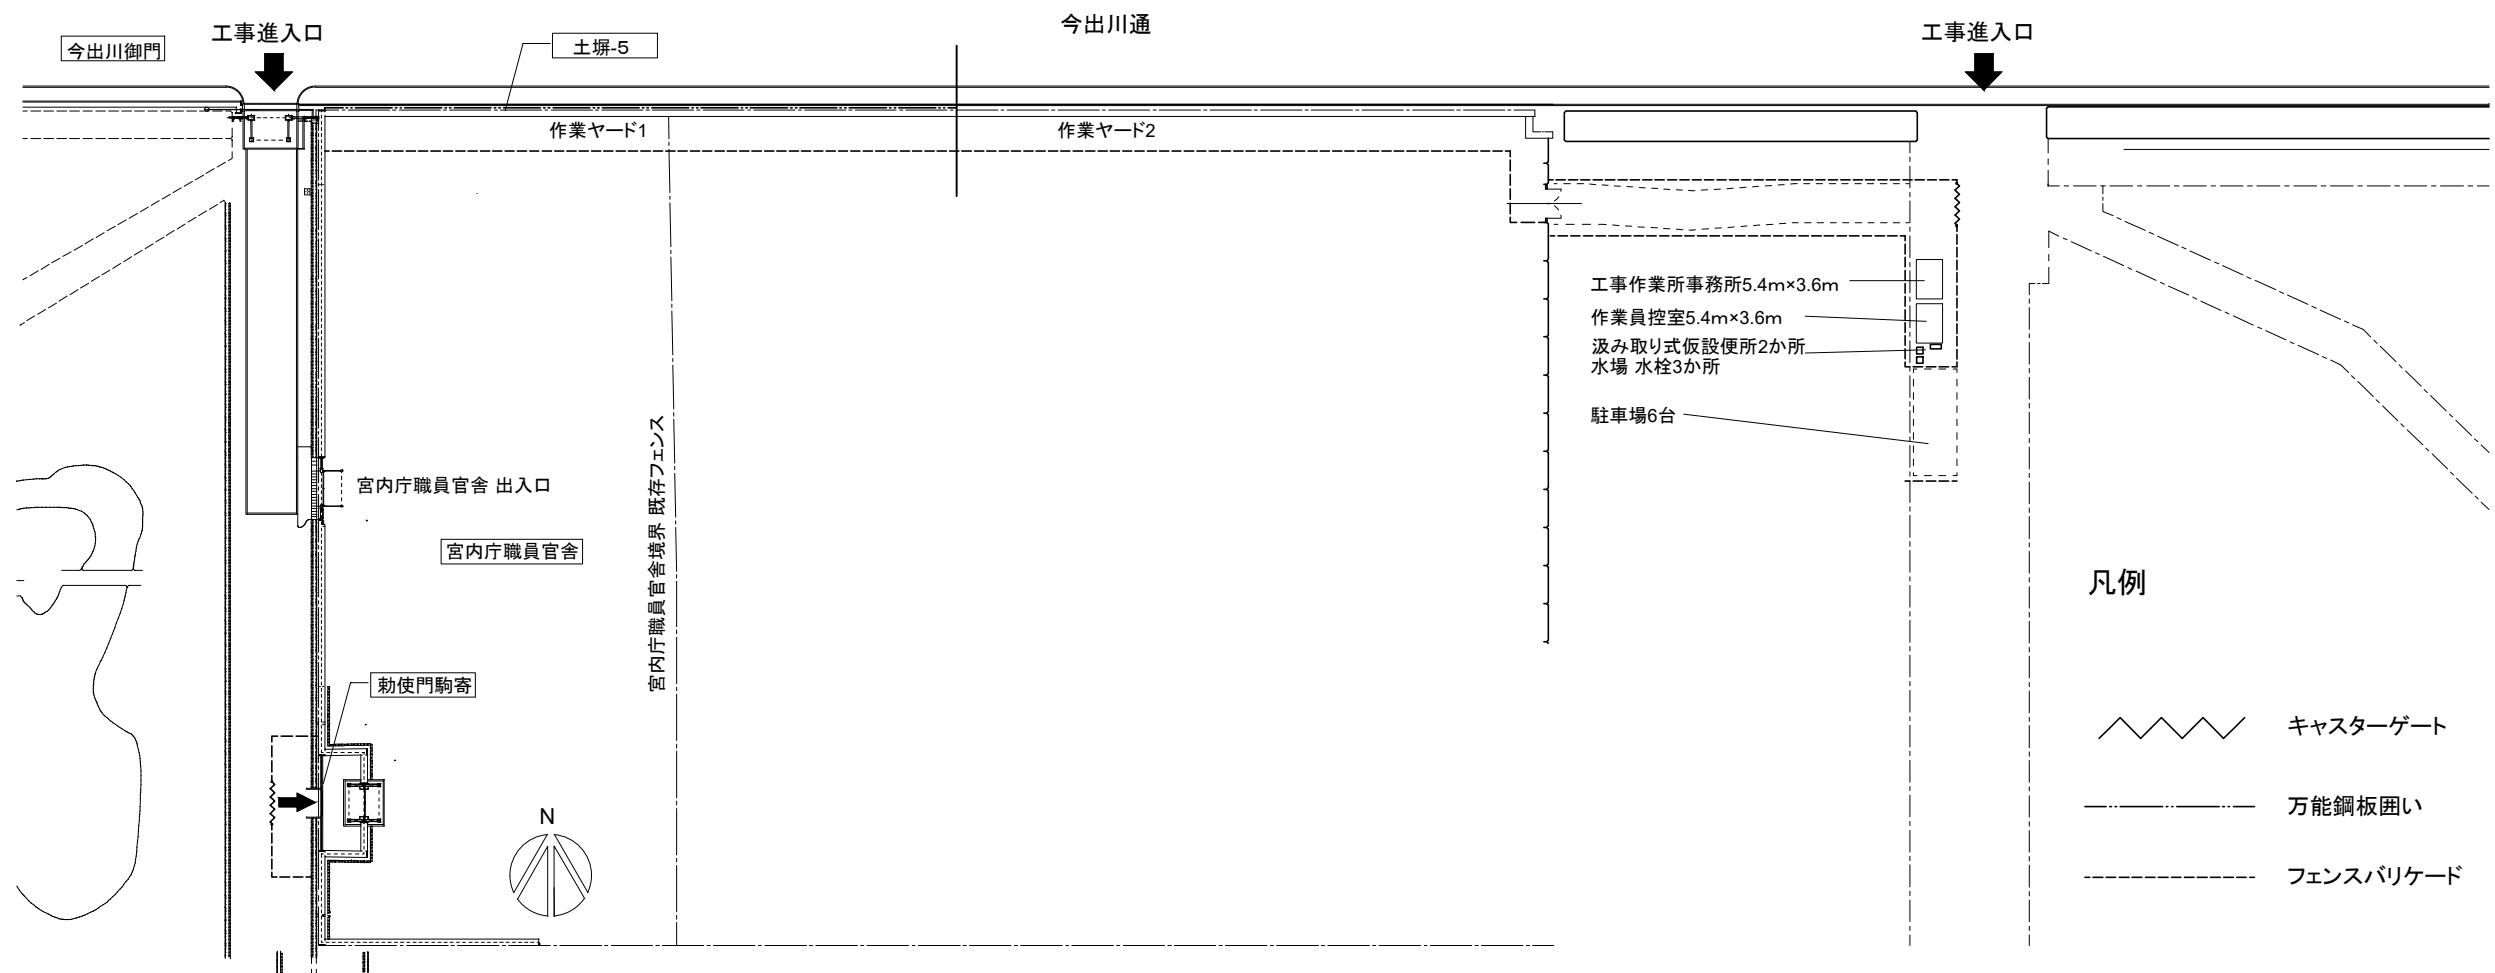 今出川通
工事進入口
工事進入口
今出川御門
土塀-5
作業ヤード1
作業ヤード2
工事作業所事務所5.4m×3.6m
作業員控室5.4m×3.6m
汲み取り式仮設便所2か所
水場 水栓3か所
駐車場6台
宮内庁職員官舎 出入口
宮内庁職員官舎
宮内庁職員官舎境界 既存フェンス
勅使門駒寄
N
凡例
キャスターゲート
万能鋼板囲い
フェンスバリケード